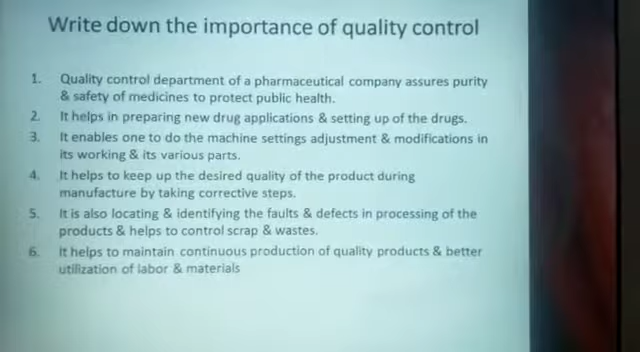 Write down the importance of quality control
1. Quality control department of a pharmaceutical company assures purity
& safety of medicines to protect public health.
2. It helps in preparing new drug applications & setting up of the drugs.
3. It enables one to do the machine settings adjustment & modifications in
its working & its various parts.
4. It helps to keep up the desired quality of the product during
manufacture by taking corrective steps.
5. It is also locating & identifying the faults & defects in processing of the
products & helps to control scrap & wastes.
6. It helps to maintain continuous production of quality products & better
utilization of labor & materials